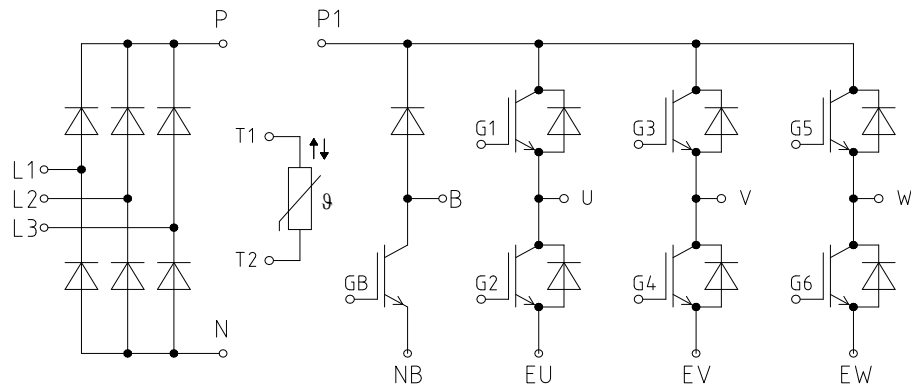 P P1
T1 G1 G3 G5
L1
L2 B U V W
L3 ϑ
T2
GB G2 G4 G6
N
NB EU EV EW